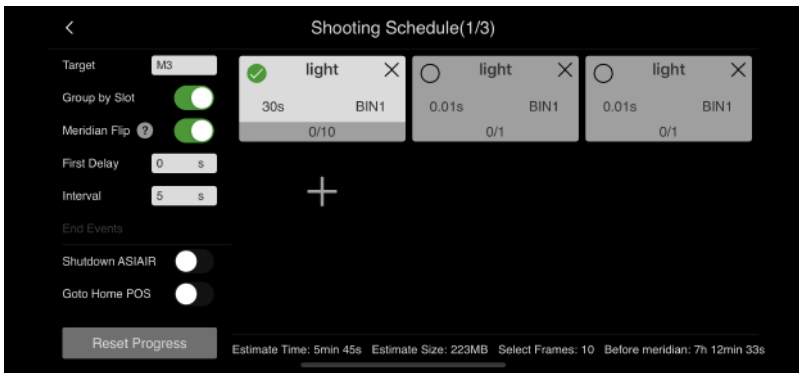 Shooting Schedule(1/3)
Target M3
Group by Slot
Meridian Flip ?
First Delay 0 s
Interval 5 s
End Events
Shutdown ASIAIR
Goto Home POS
Reset Progress
light
30s BIN1
0/10
light
0.01s BIN1
0/1
light
0.01s BIN1
0/1
Estimate Time: 5min 45s Estimate Size: 223MB Select Frames: 10 Before meridian: 7h 12min 33s